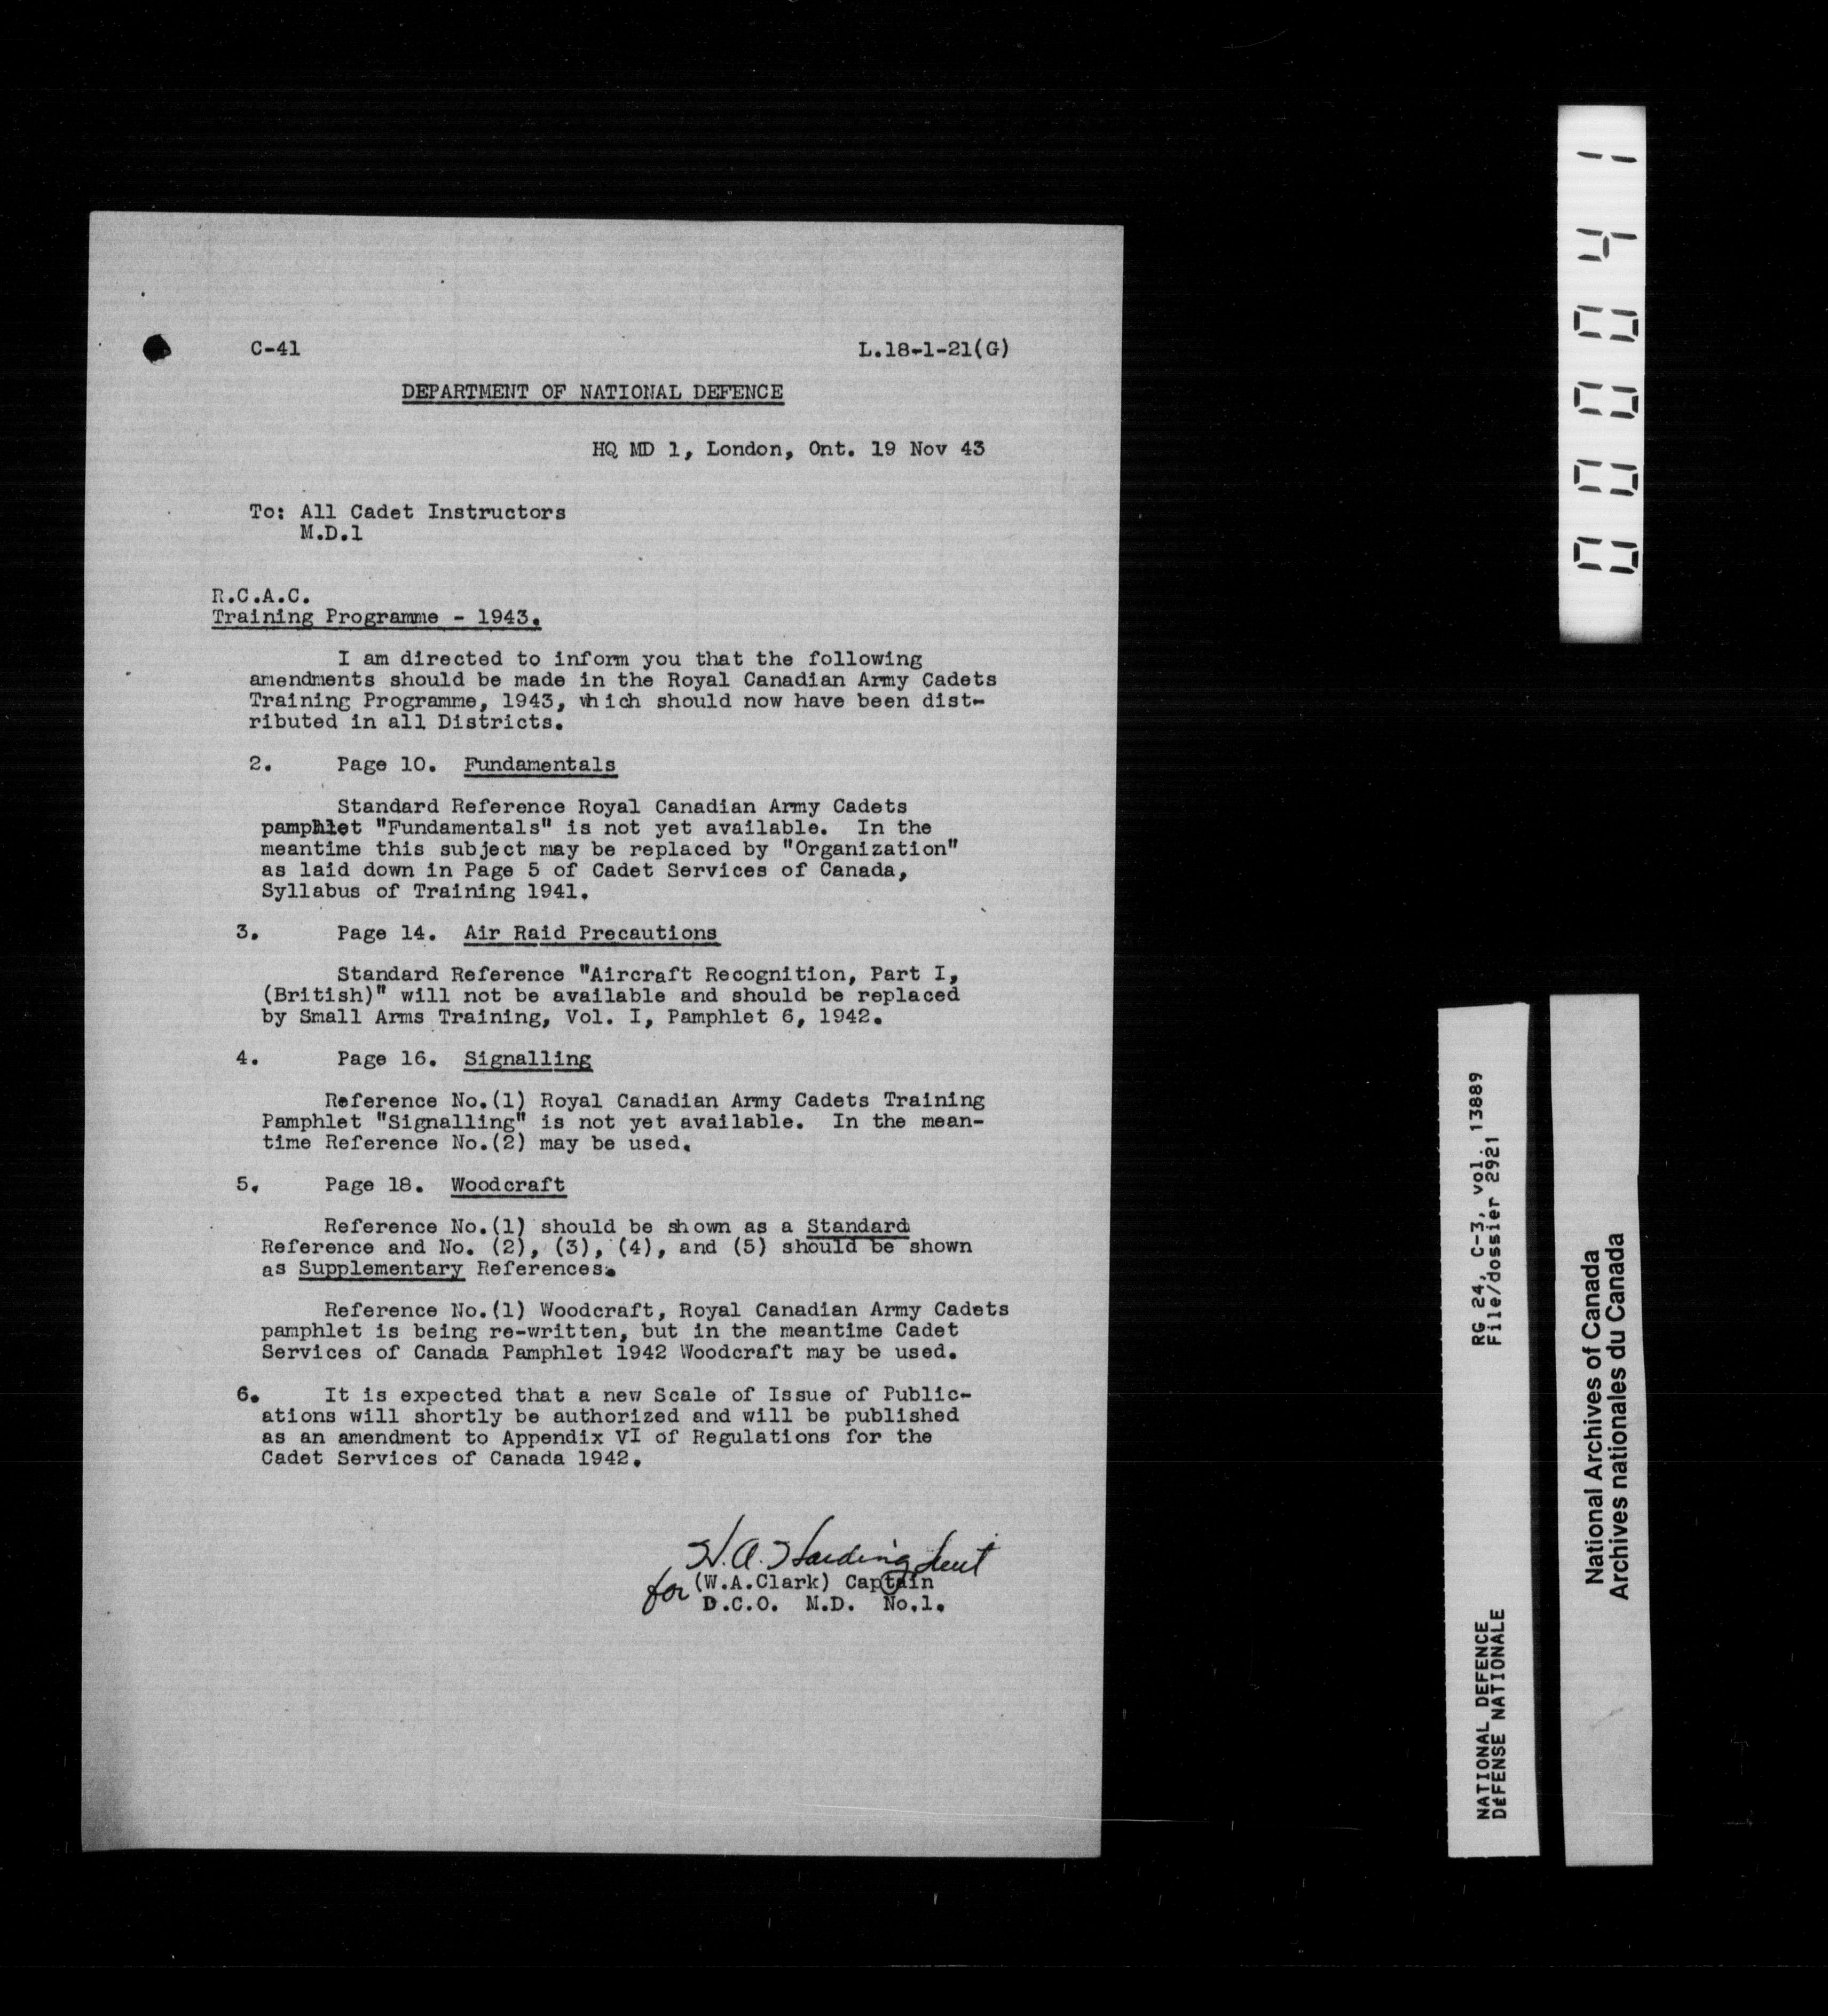 C-41 L.18-1-21(G)
DEPARTMENT OF NATIONAL DEFENCE
HQ MD 1, London, Ont. 19 Nov 43
To: All Cadet Instructors
M.D.1
R.C.A.C.
Training Programme - 1943.
I am directed to inform you that the following
amendments should be made in the Royal Canadian Army Cadets
Training Programme, 1943, which should now have been dist-
ributed in all Districts.
2. Page 10. Fundamentals
Standard Reference Royal Canadian Army Cadets
pamphlet "Fundamentals" is not yet available. In the
meantime this subject may be replaced by "Organization"
as laid down in Page 5 of Cadet Services of Canada,
Syllabus of Training 1941.
3. Page 14. Air Raid Precautions
Standard Reference "Aircraft Recognition, Part I,
(British)" will not be available and should be replaced
by Small Arms Training, Vol. I, Pamphlet 6, 1942.
4. Page 16. Signalling
Reference No.(1) Royal Canadian Army Cadets Training
Pamphlet "Signalling" is not yet available. In the mean-
time Reference No.(2) may be used.
5. Page 18. Woodcraft
Reference No.(1) should be shown as a Standard
Reference and No. (2), (3), (4), and (5) should be shown
as Supplementary References.
Reference No.(1) Woodcraft, Royal Canadian Army Cadets
pamphlet is being re-written, but in the meantime Cadet
Services of Canada Pamphlet 1942 Woodcraft may be used.
6. It is expected that a new Scale of Issue of Public-
ations will shortly be authorized and will be published
as an amendment to Appendix VI of Regulations for the
Cadet Services of Canada 1942.
H.A. Harding Lieut
for (W.A.Clark) Captain
D.C.O. M.D. No.1.
000041
RG 24, C-3, vol. 13889
File/dossier 2921
NATIONAL DEFENCE
DÉFENSE NATIONALE
National Archives of Canada
Archives nationales du Canada